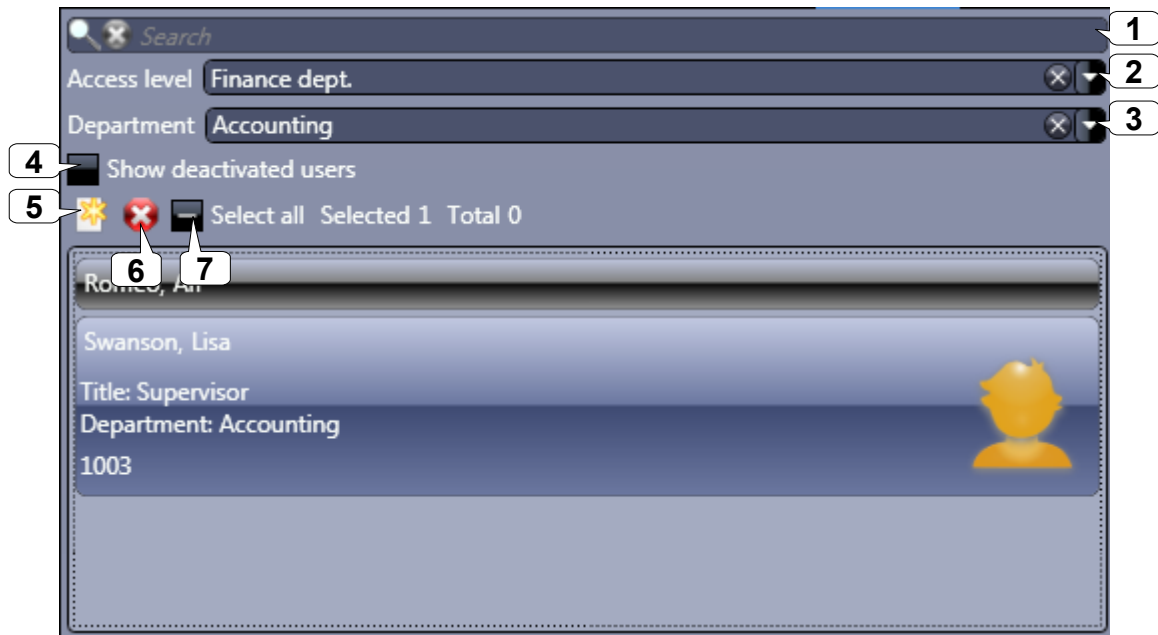 Search 1
Access level Finance dept. 2
Department Accounting 3
4 Show deactivated users
5 Select all Selected 1 Total 0
6 7
Romeo,
Swanson, Lisa
Title: Supervisor
Department: Accounting
1003